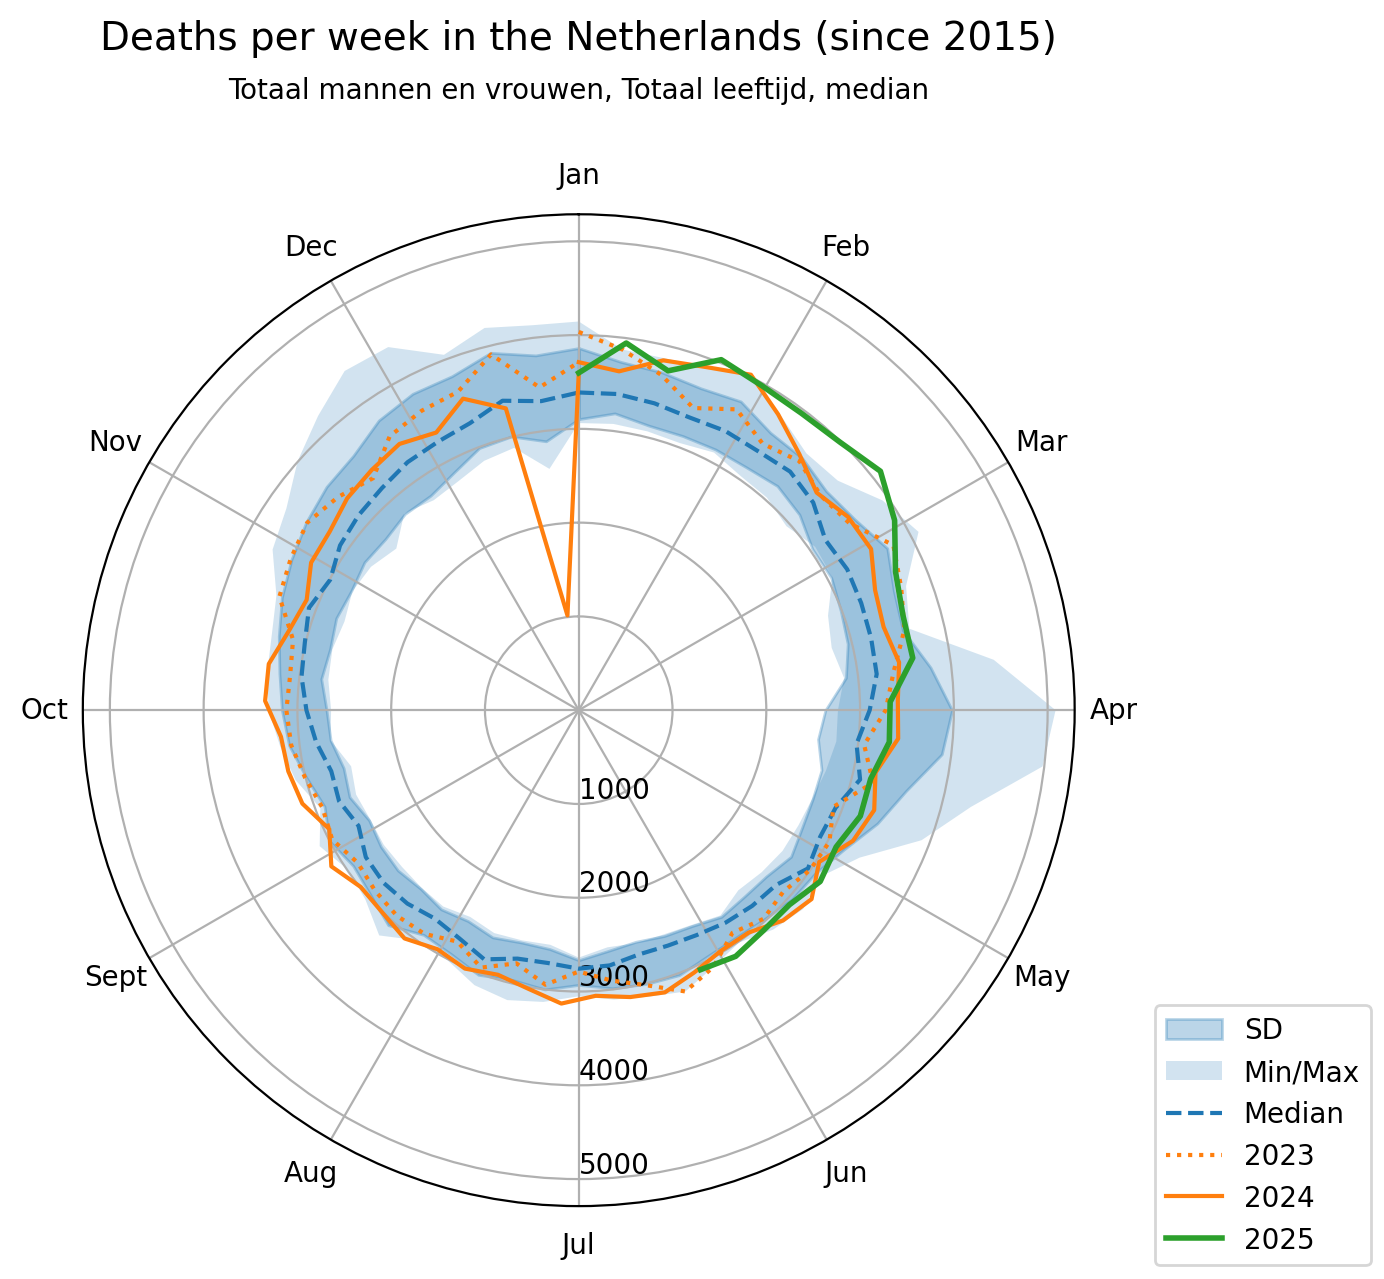 Deaths per week in the Netherlands (since 2015)
Totaal mannen en vrouwen, Totaal leeftijd, median
Jan
Dec
Feb
Nov
Mar
Oct
Apr
1000
2000
Sept
3000
May
4000
5000
Aug
Jun
Jul
SD
Min/Max
Median
2023
2024
2025